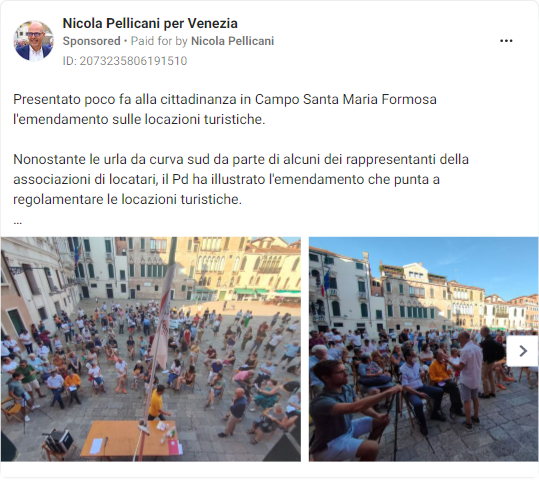 Nicola Pellicani per Venezia
Sponsored • Paid for by Nicola Pellicani
ID: 2073235806191510
Presentato poco fa alla cittadinanza in Campo Santa Maria Formosa
l'emendamento sulle locazioni turistiche.
Nonostante le urla da curva sud da parte di alcuni dei rappresentanti della
associazioni di locatari, il Pd ha illustrato l'emendamento che punta a
regolamentare le locazioni turistiche.
...